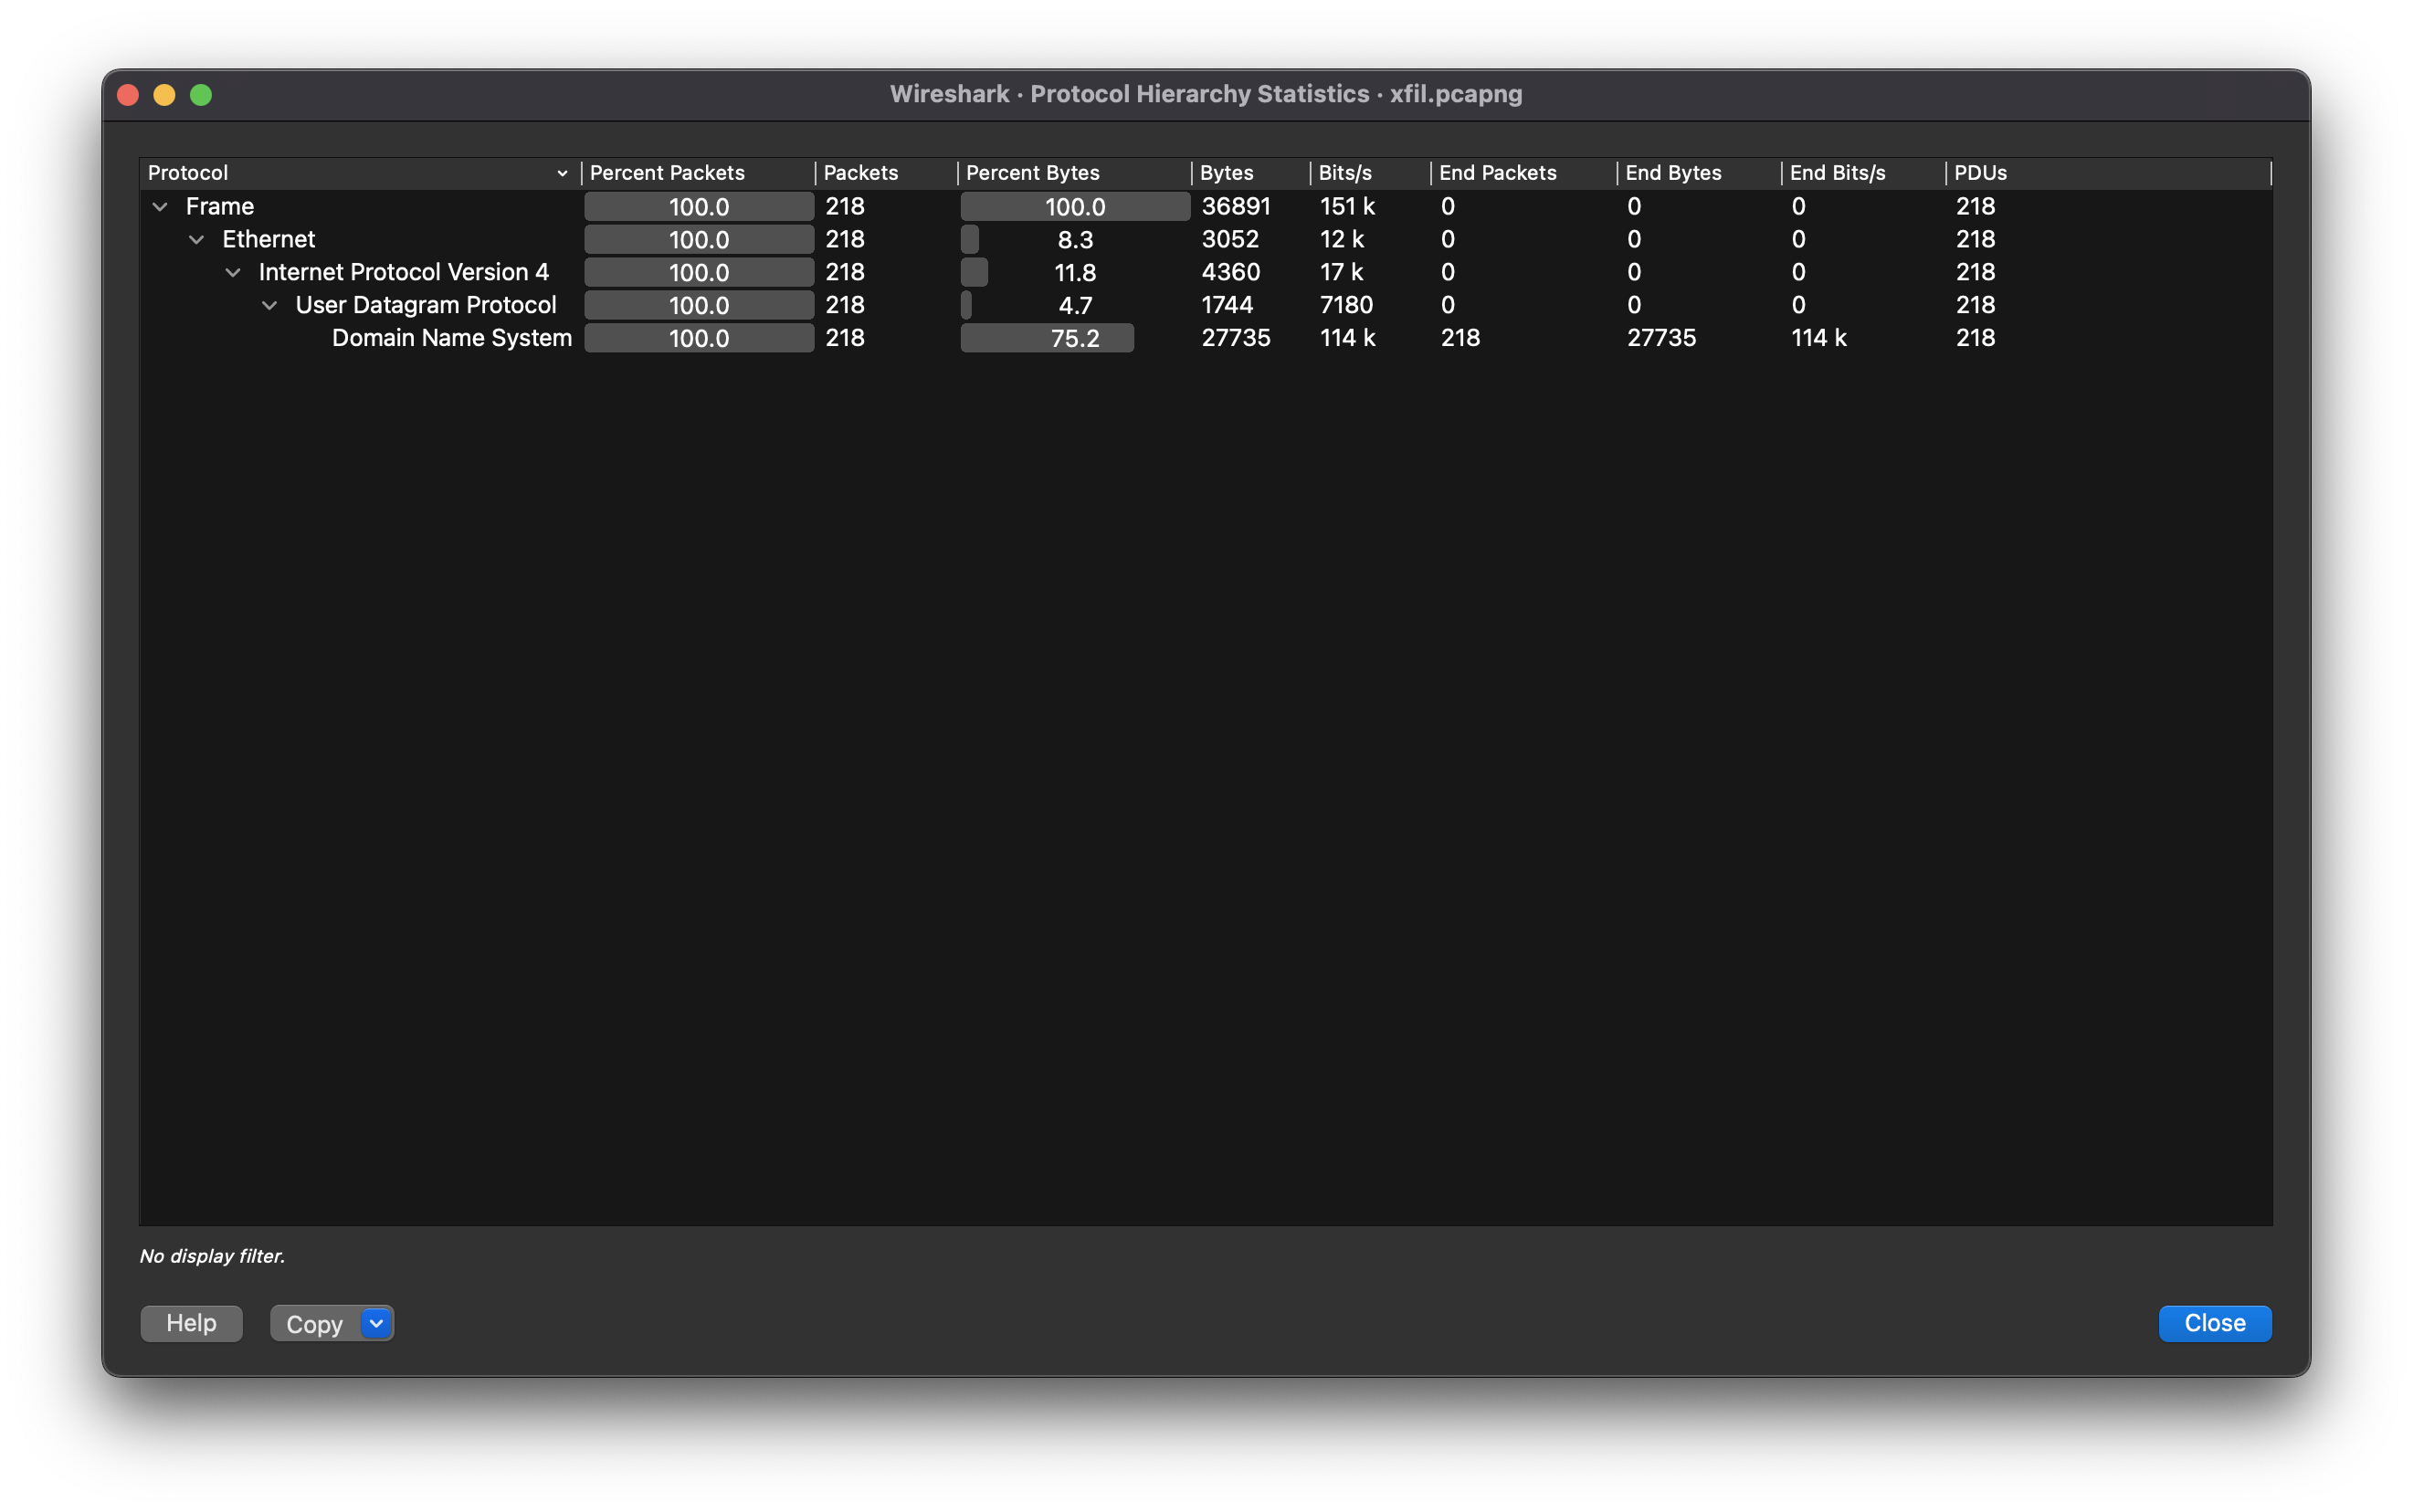 Wireshark · Protocol Hierarchy Statistics · xfil.pcapng
Protocol Percent Packets Packets Percent Bytes Bytes Bits/s End Packets End Bytes End Bits/s PDUs
Frame 100.0 218 100.0 36891 151 k 0 0 0 218
Ethernet 100.0 218 8.3 3052 12 k 0 0 0 218
Internet Protocol Version 4 100.0 218 11.8 4360 17 k 0 0 0 218
User Datagram Protocol 100.0 218 4.7 1744 7180 0 0 0 218
Domain Name System 100.0 218 75.2 27735 114 k 218 27735 114 k 218
No display filter.
Help Copy Close